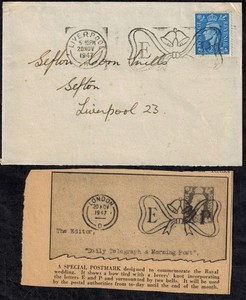 LIVERPOOL
20 NOV
1947
E
Sefton Moon Mills
Sefton
Liverpool 23
LONDON
20 NOV
1947
E P
The Editor,
"Daily Telegraph & Morning Post".
A SPECIAL POSTMARK designed to commemorate the Royal
wedding. It shows a bow tied with a lovers' knot incorporating
the letters E and P and surmounted by two bells. It will be used
by the postal authorities from to-day until the end of the month.